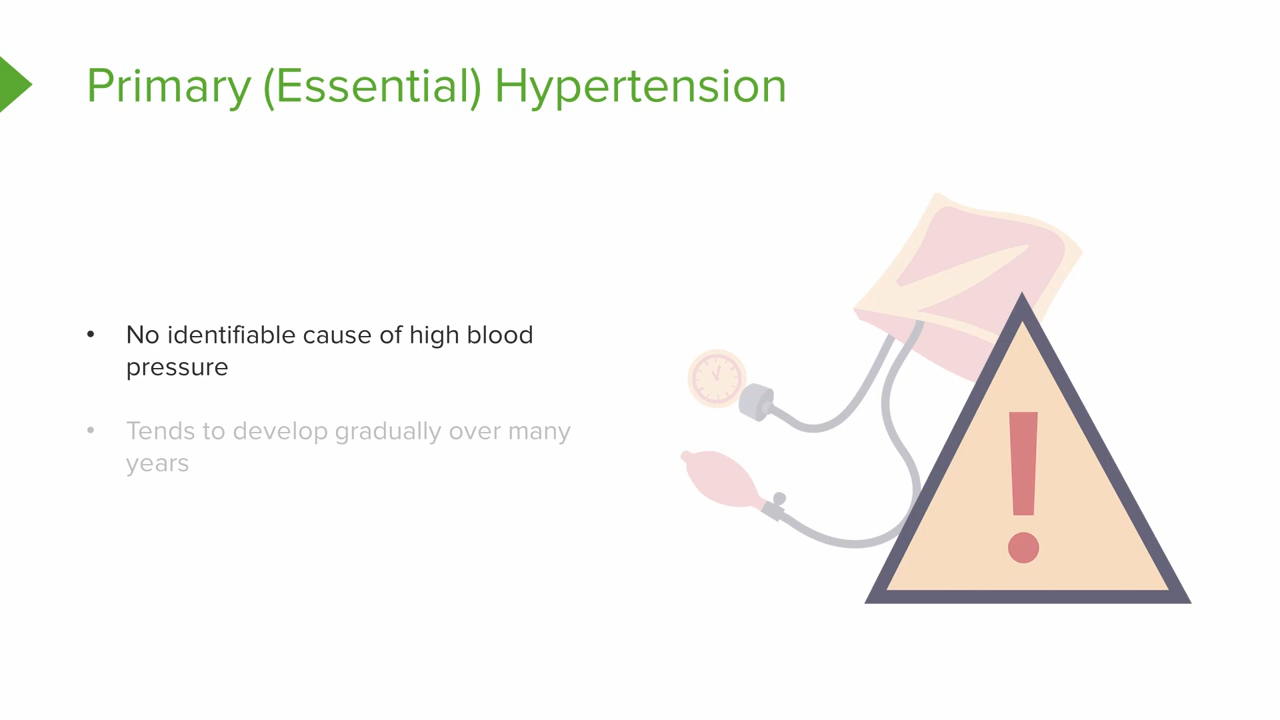 Primary (Essential) Hypertension
• No identifiable cause of high blood
pressure
• Tends to develop gradually over many
years